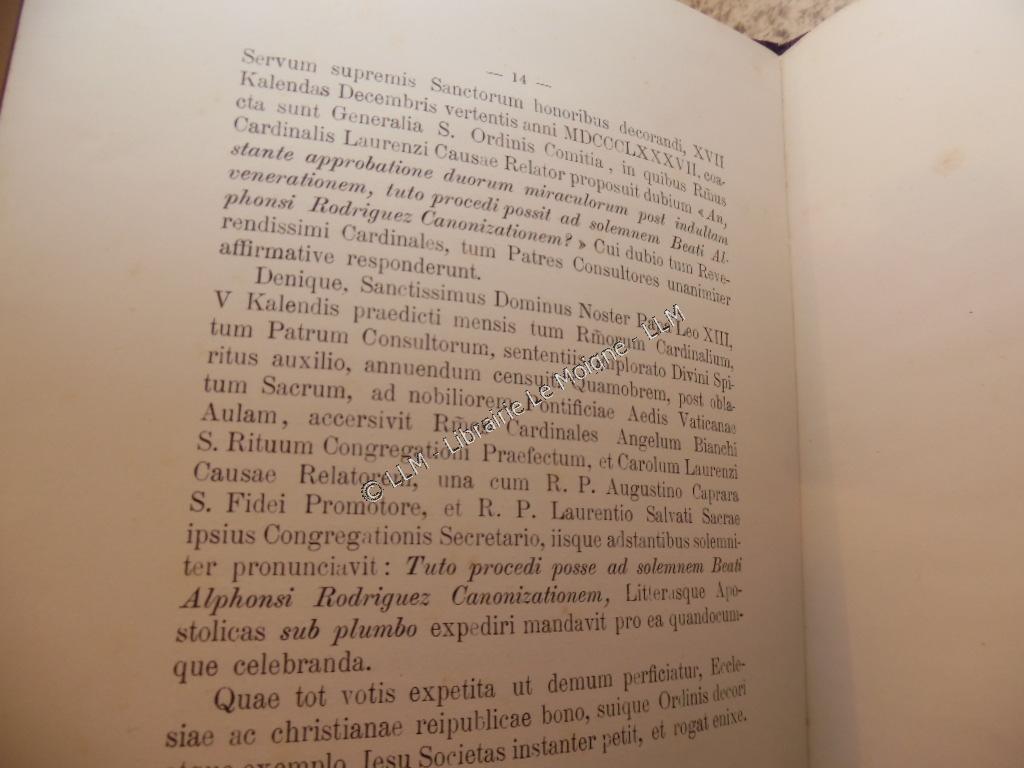 — 14 —
Servum supremis Sanctorum honoribus decorandi, XVII
Kalendas Decembris vertentis anni MDCCCLXXXVII, coa-
cta sunt Generalia S. Ordinis Comitia, in quibus Rm̃us
Cardinalis Laurenzi Causae Relator proposuit dubium «An,
stante approbatione duorum miraculorum post indultam
venerationem, tuto procedi possit ad solemnem Beati Al-
phonsi Rodriguez Canonizationem?» Cui dubio tum Reve-
rendissimi Cardinales, tum Patres Consultores unanimiter
affirmative responderunt.
Denique, Sanctissimus Dominus Noster Papa Leo XIII,
V Kalendis praedicti mensis tum Rm̃orum Cardinalium,
tum Patrum Consultorum, sententiis, implorato Divini Spi-
ritus auxilio, annuendum censuit. Quamobrem, post obla-
tum Sacrum, ad nobiliorem Pontificiae Aedis Vaticanae
Aulam, accersivit Rm̃os Cardinales Angelum Bianchi
S. Rituum Congregationi Praefectum, et Carolum Laurenzi
Causae Relatorem, una cum R. P. Augustino Caprara
S. Fidei Promotore, et R. P. Laurentio Salvati Sacrae
ipsius Congregationis Secretario, iisque adstantibus solemni-
ter pronunciavit: Tuto procedi posse ad solemnem Beati
Alphonsi Rodriguez Canonizationem, Litterasque Apo-
stolicas sub plumbo expediri mandavit pro ea quandocum-
que celebranda.
Quae tot votis expetita ut demum perficiatur, Eccle-
siae ac christianae reipublicae bono, suique Ordinis decori
atque exemplo, Iesu Societas instanter petit, et rogat enixe.
© LLM - Librairie Le Moigne - LLM